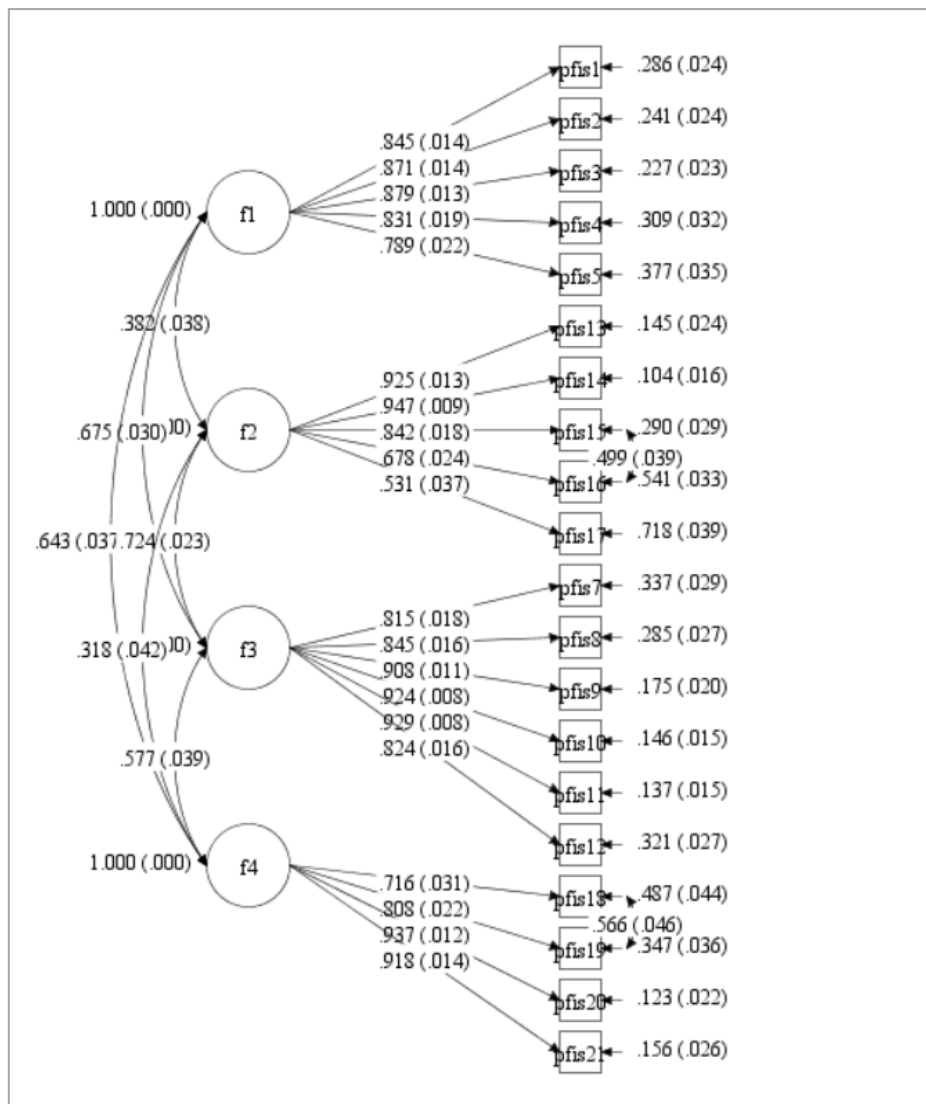 pfis1 .286 (.024)
pfis2 .241 (.024)
.845 (.014)
.871 (.014)
pfis3 .227 (.023)
.879 (.013)
1.000 (.000) f1 .831 (.019) pfis4 .309 (.032)
.789 (.022)
pfis5 .377 (.035)
.382 (.038) pfis13 .145 (.024)
.925 (.013) pfis14 .104 (.016)
.947 (.009)
.675 (.030) 0) f2 .842 (.018) pfis15 .290 (.029)
.678 (.024) .499 (.039)
.531 (.037) pfis16 .541 (.033)
pfis17 .718 (.039)
.643 (.037 .724 (.023)
pfis7 .337 (.029)
.815 (.018)
.318 (.042) 0) f3 .845 (.016) pfis8 .285 (.027)
.908 (.011)
pfis9 .175 (.020)
.924 (.008)
.929 (.008) pfis10 .146 (.015)
.824 (.016)
.577 (.039)
pfis11 .137 (.015)
pfis12 .321 (.027)
1.000 (.000) f4
.716 (.031) pfis18 .487 (.044)
.808 (.022) .566 (.046)
.937 (.012) pfis19 .347 (.036)
.918 (.014)
pfis20 .123 (.022)
pfis21 .156 (.026)